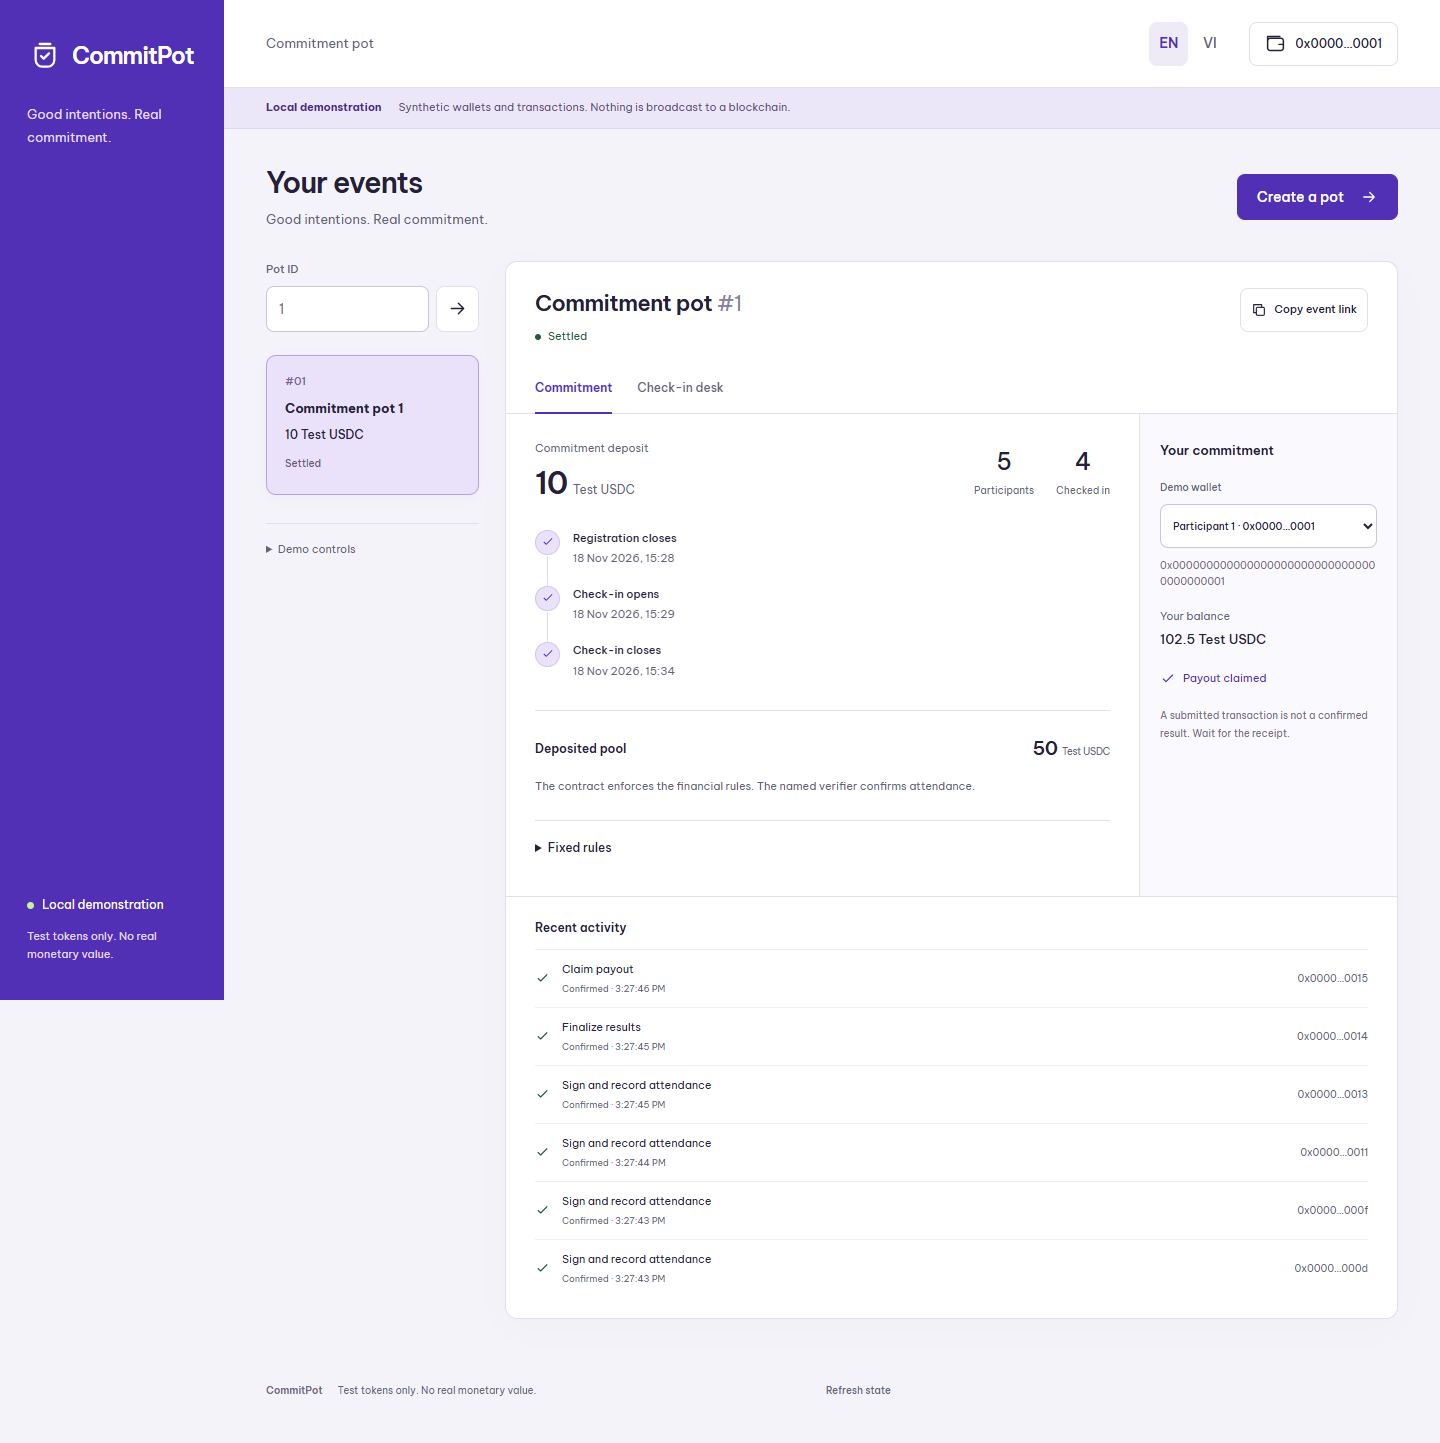 CommitPot
Good intentions. Real
commitment.
Local demonstration
Test tokens only. No real
monetary value.
Commitment pot
EN
VI
0x0000...0001
Local demonstration
Synthetic wallets and transactions. Nothing is broadcast to a blockchain.
Your events
Good intentions. Real commitment.
Create a pot
Pot ID
1
#01
Commitment pot 1
10 Test USDC
Settled
Demo controls
Commitment pot #1
Settled
Copy event link
Commitment
Check-in desk
Commitment deposit
10 Test USDC
5
Participants
4
Checked in
Registration closes
18 Nov 2026, 15:28
Check-in opens
18 Nov 2026, 15:29
Check-in closes
18 Nov 2026, 15:34
Deposited pool
50 Test USDC
The contract enforces the financial rules. The named verifier confirms attendance.
Fixed rules
Your commitment
Demo wallet
Participant 1 · 0x0000...0001
0x000000000000000000000000000000
0000000001
Your balance
102.5 Test USDC
Payout claimed
A submitted transaction is not a confirmed
result. Wait for the receipt.
Recent activity
Claim payout
Confirmed · 3:27:46 PM
0x0000...0015
Finalize results
Confirmed · 3:27:45 PM
0x0000...0014
Sign and record attendance
Confirmed · 3:27:45 PM
0x0000...0013
Sign and record attendance
Confirmed · 3:27:44 PM
0x0000...0011
Sign and record attendance
Confirmed · 3:27:43 PM
0x0000...000f
Sign and record attendance
Confirmed · 3:27:43 PM
0x0000...000d
CommitPot
Test tokens only. No real monetary value.
Refresh state